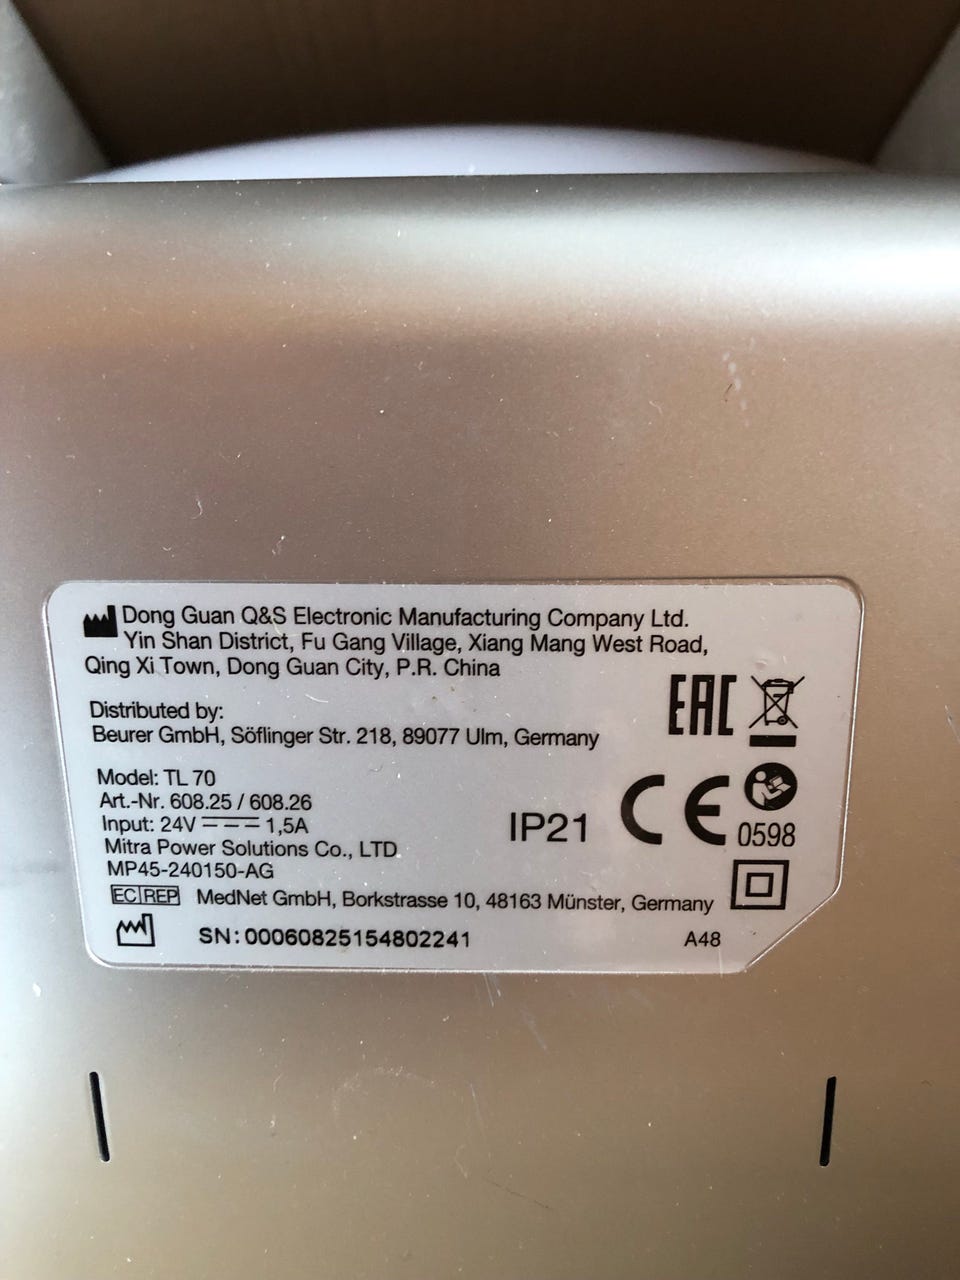 Dong Guan Q&S Electronic Manufacturing Company Ltd.
Yin Shan District, Fu Gang Village, Xiang Mang West Road,
Qing Xi Town, Dong Guan City, P.R. China
Distributed by:
Beurer GmbH, Söflinger Str. 218, 89077 Ulm, Germany
EAC
Model: TL 70
Art.-Nr. 608.25 / 608.26
Input: 24V ⎓ 1,5A
Mitra Power Solutions Co., LTD
MP45-240150-AG
IP21 CE 0598
EC REP MedNet GmbH, Borkstrasse 10, 48163 Münster, Germany
SN: 00060825154802241
A48